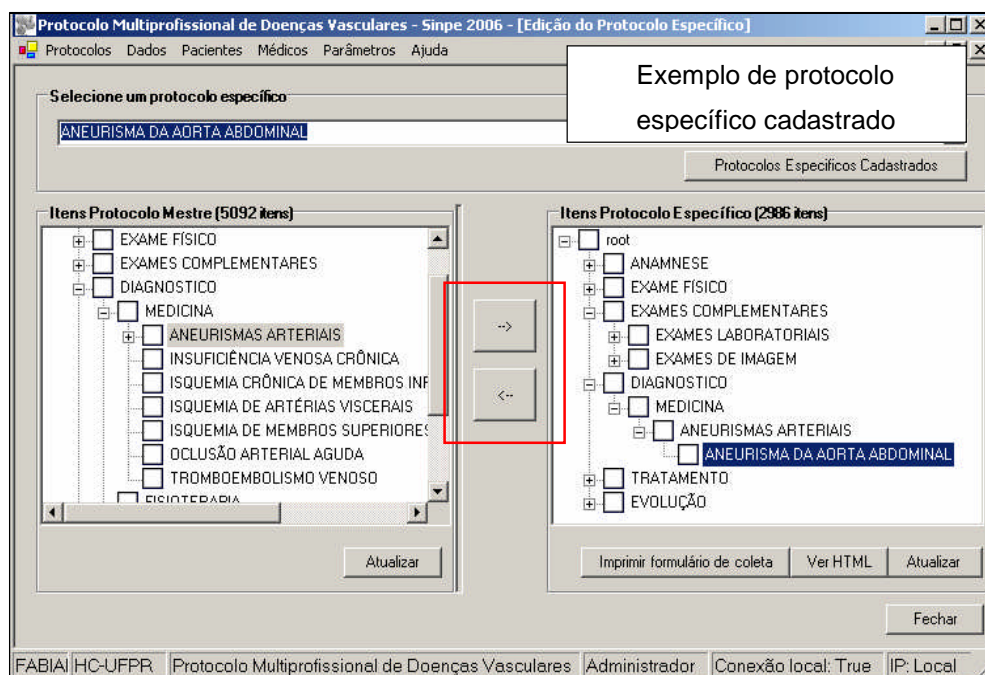 Protocolo Multiprofissional de Doenças Vasculares - Sinpe 2006 - [Edição do Protocolo Específico]
Protocolos Dados Pacientes Médicos Parâmetros Ajuda
Exemplo de protocolo
específico cadastrado
Selecione um protocolo específico
ANEURISMA DA AORTA ABDOMINAL
Protocolos Especificos Cadastrados
Itens Protocolo Mestre (5092 itens)
EXAME FÍSICO
EXAMES COMPLEMENTARES
DIAGNOSTICO
MEDICINA
ANEURISMAS ARTERIAIS
INSUFICIÊNCIA VENOSA CRÔNICA
ISQUEMIA CRÔNICA DE MEMBROS INF
ISQUEMIA DE ARTÉRIAS VISCERAIS
ISQUEMIA DE MEMBROS SUPERIORES
OCLUSÃO ARTERIAL AGUDA
TROMBOEMBOLISMO VENOSO
FISIOTERAPIA
Atualizar
-->
<--
Itens Protocolo Específico (2986 itens)
root
ANAMNESE
EXAME FÍSICO
EXAMES COMPLEMENTARES
EXAMES LABORATORIAIS
EXAMES DE IMAGEM
DIAGNOSTICO
MEDICINA
ANEURISMAS ARTERIAIS
ANEURISMA DA AORTA ABDOMINAL
TRATAMENTO
EVOLUÇÃO
Imprimir formulário de coleta Ver HTML Atualizar
Fechar
FABIAI HC-UFPR Protocolo Multiprofissional de Doenças Vasculares Administrador Conexão local: True IP: Local